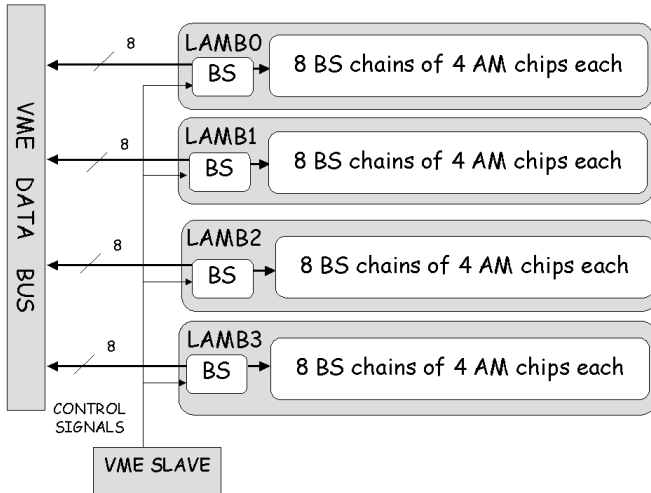 8
LAMB0
BS
8 BS chains of 4 AM chips each
8
LAMB1
BS
8 BS chains of 4 AM chips each
8
LAMB2
BS
8 BS chains of 4 AM chips each
8
LAMB3
BS
8 BS chains of 4 AM chips each
VME DATA BUS
CONTROL
SIGNALS
VME SLAVE